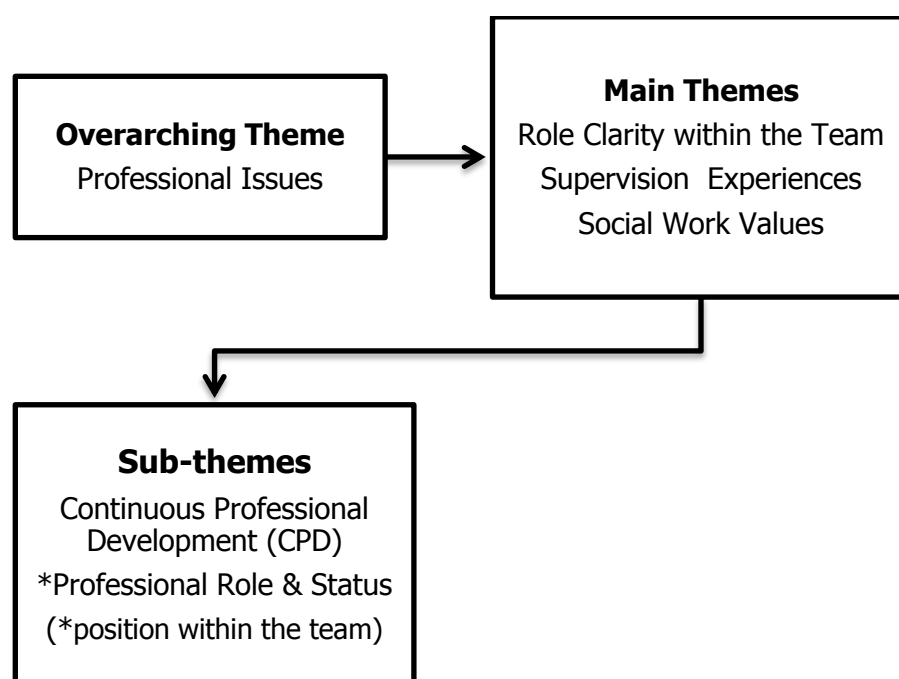 Overarching Theme
Professional Issues
Main Themes
Role Clarity within the Team
Supervision  Experiences
Social Work Values
Sub-themes
Continuous Professional
Development (CPD)
*Professional Role & Status
(*position within the team)